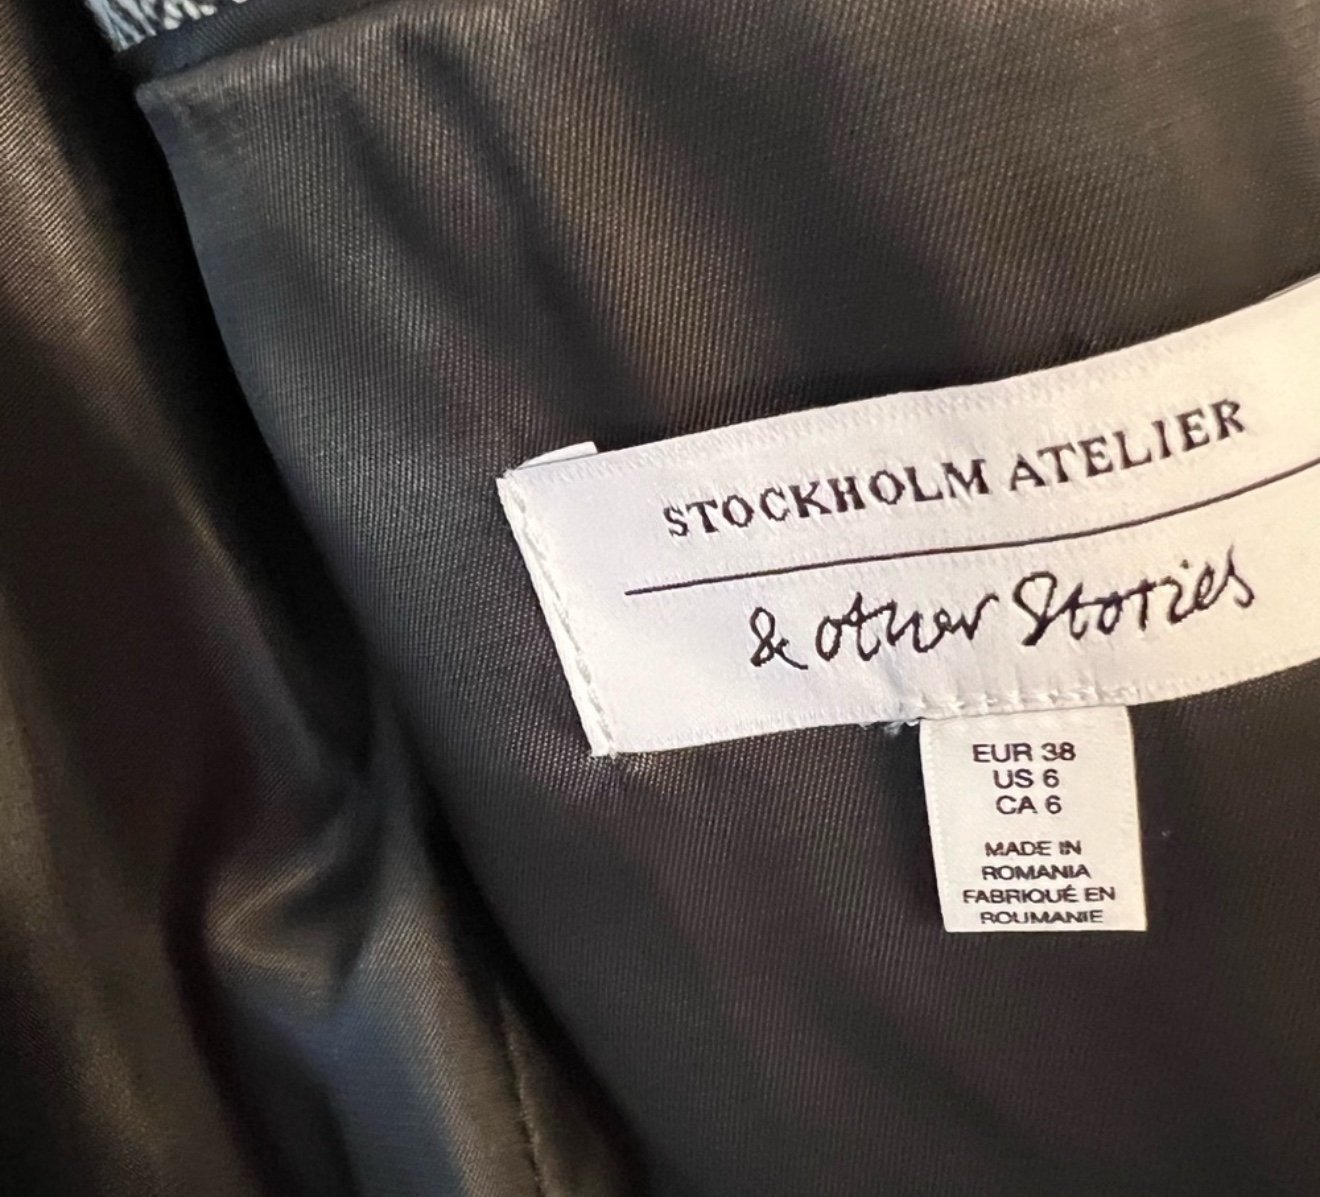 STOCKHOLM ATELIER
& other Stories
EUR 38
US 6
CA 6
MADE IN
ROMANIA
FABRIQUÉ EN
ROUMANIE